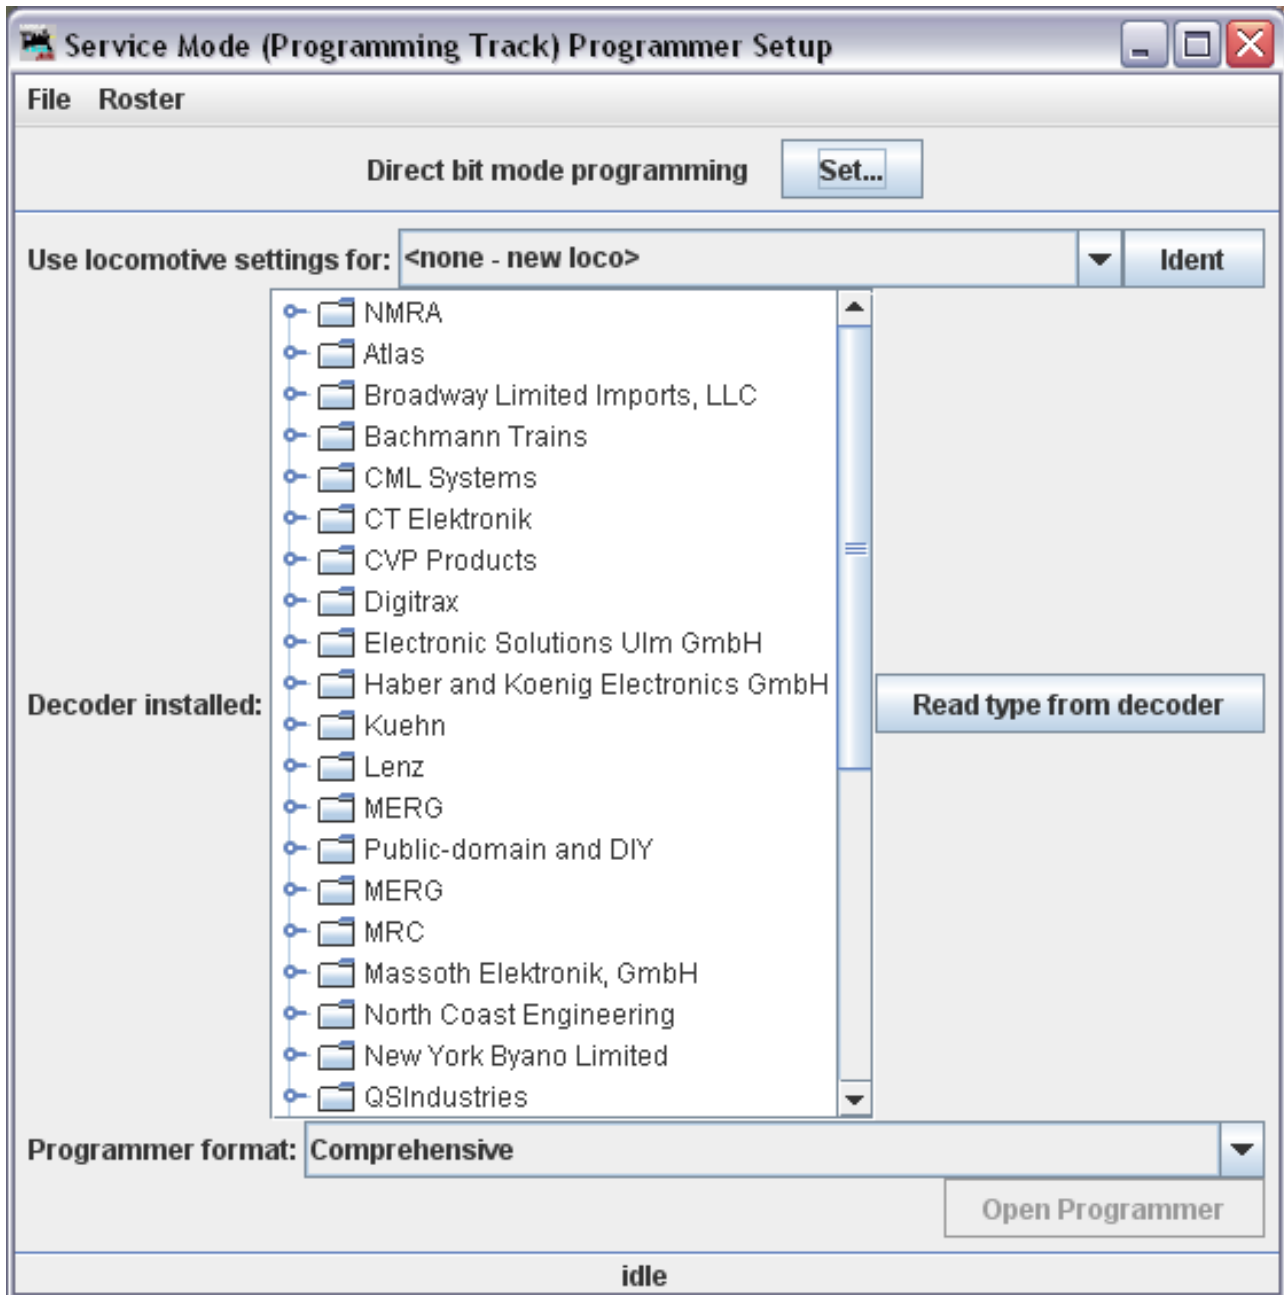 Service Mode (Programming Track) Programmer Setup
File Roster
Direct bit mode programming Set...
Use locomotive settings for: <none - new loco> Ident
NMRA
Atlas
Broadway Limited Imports, LLC
Bachmann Trains
CML Systems
CT Elektronik
CVP Products
Digitrax
Electronic Solutions Ulm GmbH
Haber and Koenig Electronics GmbH
Decoder installed: Read type from decoder
Kuehn
Lenz
MERG
Public-domain and DIY
MERG
MRC
Massoth Elektronik, GmbH
North Coast Engineering
New York Byano Limited
QSIndustries
Programmer format: Comprehensive
Open Programmer
idle